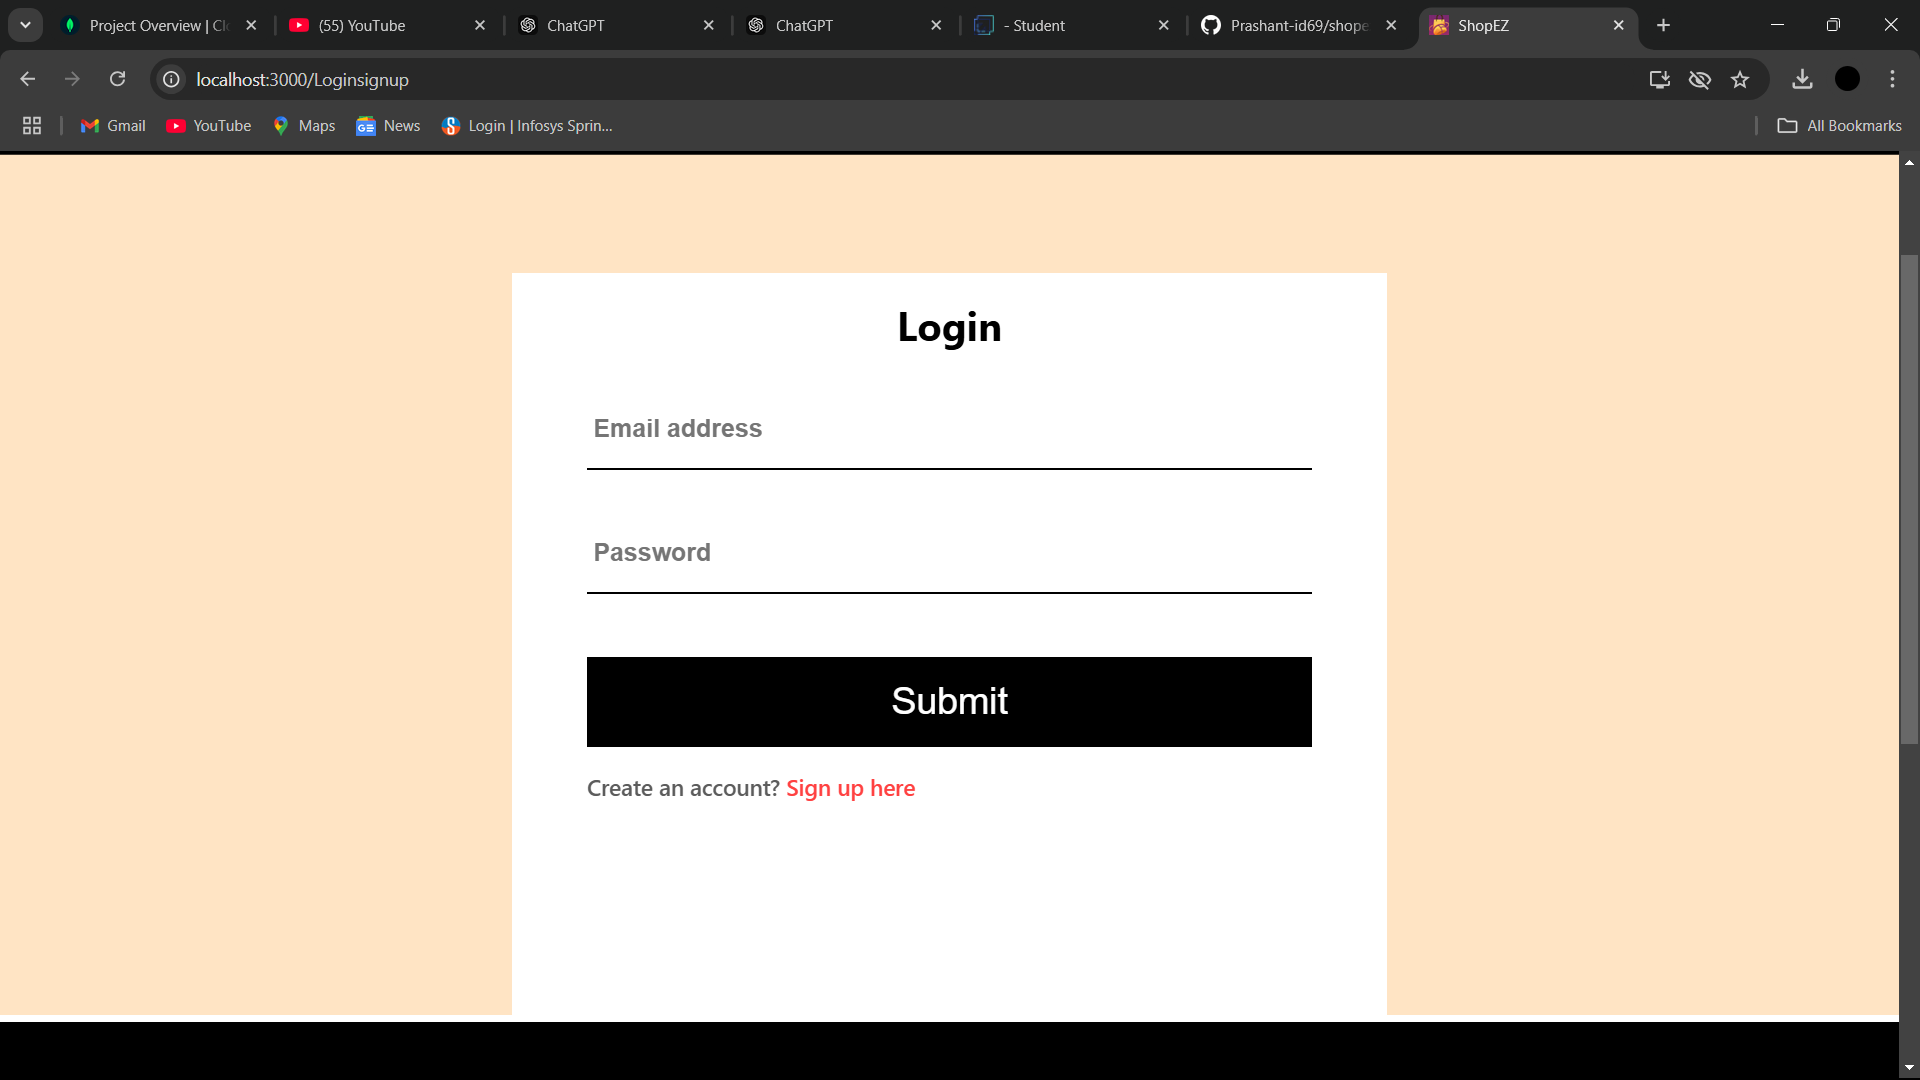 Project Overview | Clo
(55) YouTube
ChatGPT
ChatGPT
- Student
Prashant-id69/shope
ShopEZ
localhost:3000/Loginsignup
Gmail
YouTube
Maps
News
Login | Infosys Sprin...
All Bookmarks
Login
Email address
Password
Submit
Create an account? Sign up here